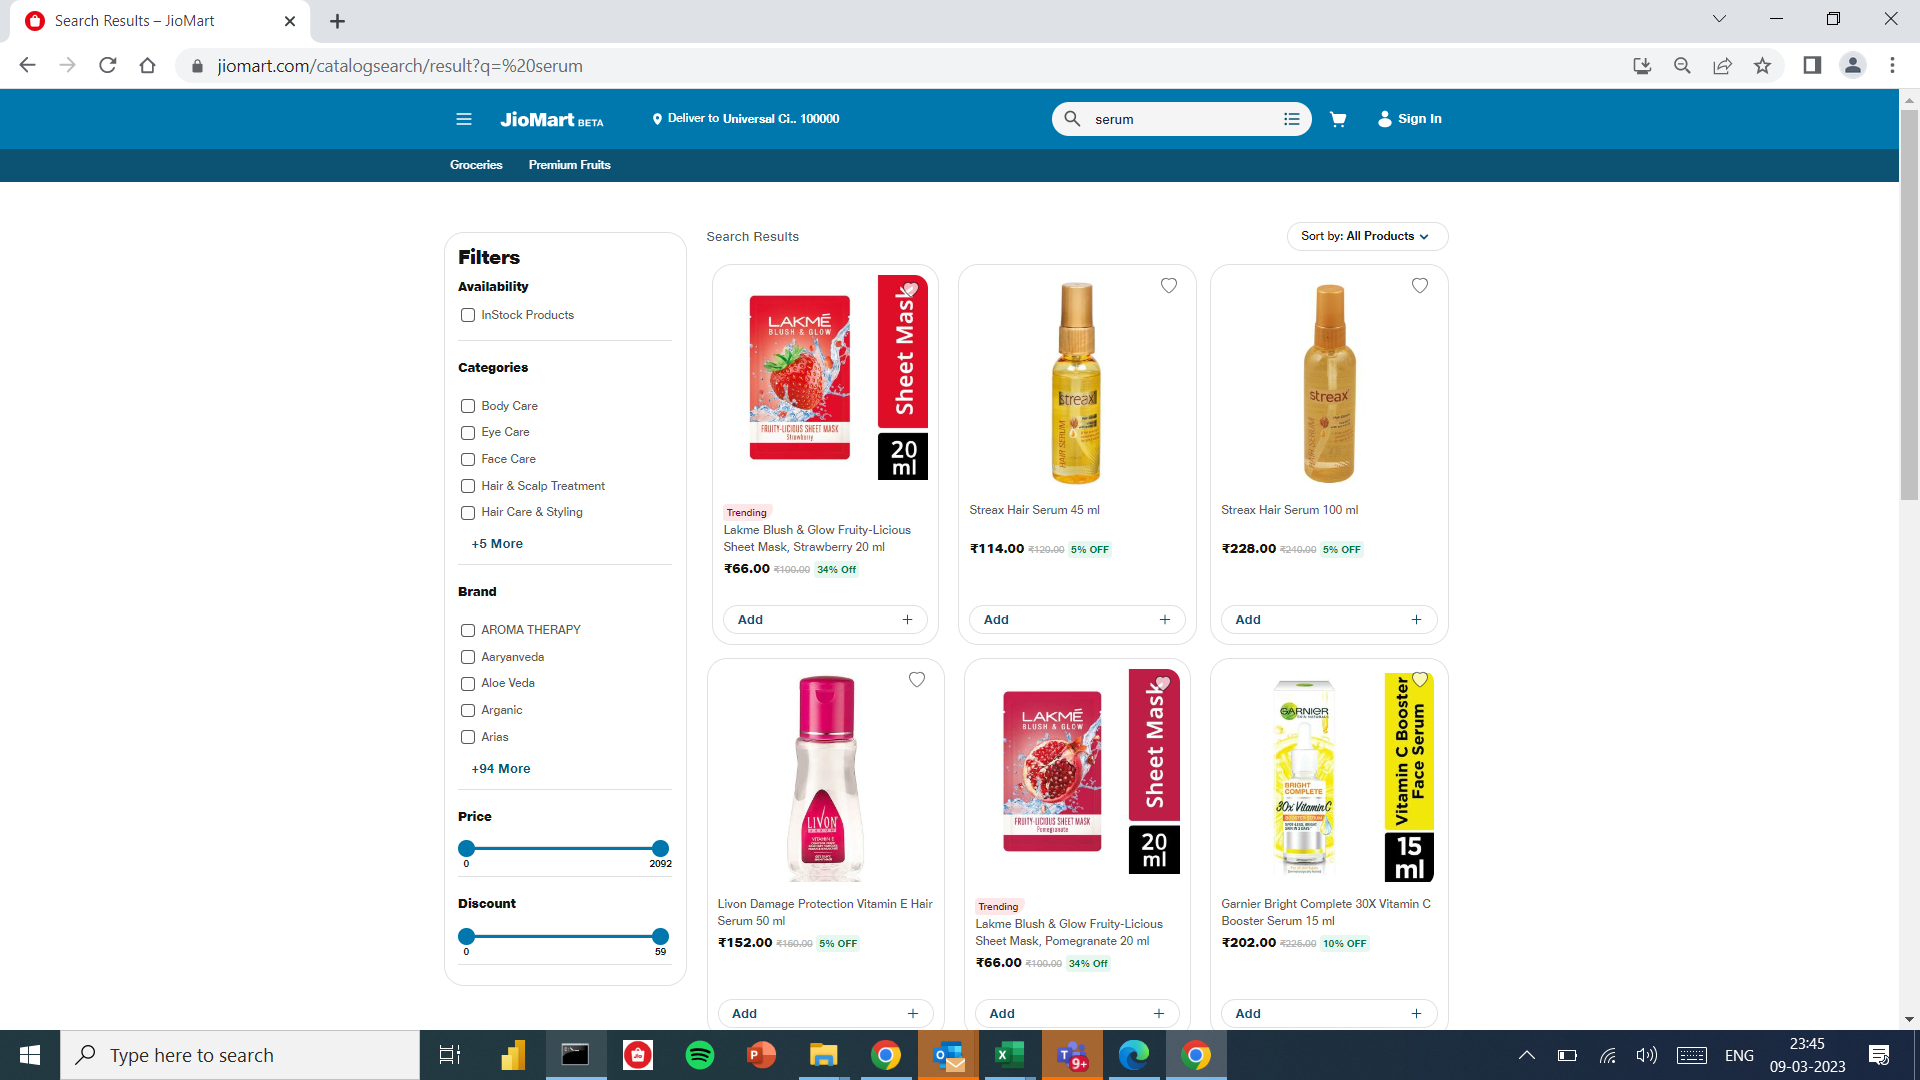 Search Results – JioMart
jiomart.com/catalogsearch/result?q=%20serum
JioMart BETA
Deliver to Universal Ci.. 100000
serum
Sign In
Groceries
Premium Fruits
Filters
Availability
InStock Products
Categories
Body Care
Eye Care
Face Care
Hair & Scalp Treatment
Hair Care & Styling
+5 More
Brand
AROMA THERAPY
Aaryanveda
Aloe Veda
Arganic
Arias
+94 More
Price
0
2092
Discount
0
59
Search Results
Sort by: All Products
LAKMÉ
BLUSH & GLOW
FRUITY-LICIOUS SHEET MASK
Strawberry
Sheet Mask
20
ml
Trending
Lakme Blush & Glow Fruity-Licious
Sheet Mask, Strawberry 20 ml
₹66.00 ₹100.00 34% Off
Add
streax
HAIR SERUM
Streax Hair Serum 45 ml
₹114.00 ₹120.00 5% OFF
Add
streax
HAIR SERUM
Streax Hair Serum 100 ml
₹228.00 ₹240.00 5% OFF
Add
LIVON
VITAMIN E
Livon Damage Protection Vitamin E Hair
Serum 50 ml
₹152.00 ₹160.00 5% OFF
Add
LAKMÉ
BLUSH & GLOW
FRUITY-LICIOUS SHEET MASK
Pomegranate
Sheet Mask
20
ml
Trending
Lakme Blush & Glow Fruity-Licious
Sheet Mask, Pomegranate 20 ml
₹66.00 ₹100.00 34% Off
Add
GARNIER
SKIN NATURALS
BRIGHT
COMPLETE
30x Vitamin C
BOOSTER SERUM
Vitamin C Booster
Face Serum
15
ml
Garnier Bright Complete 30X Vitamin C
Booster Serum 15 ml
₹202.00 ₹225.00 10% OFF
Add
Type here to search
9+
ENG
23:45
09-03-2023